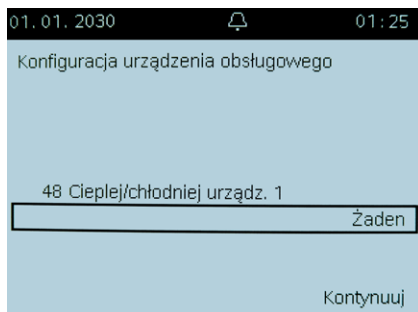 01.01.2030 01:25
Konfiguracja urządzenia obsługowego
48 Cieplej/chłodniej urządz. 1
Żaden
Kontynuuj